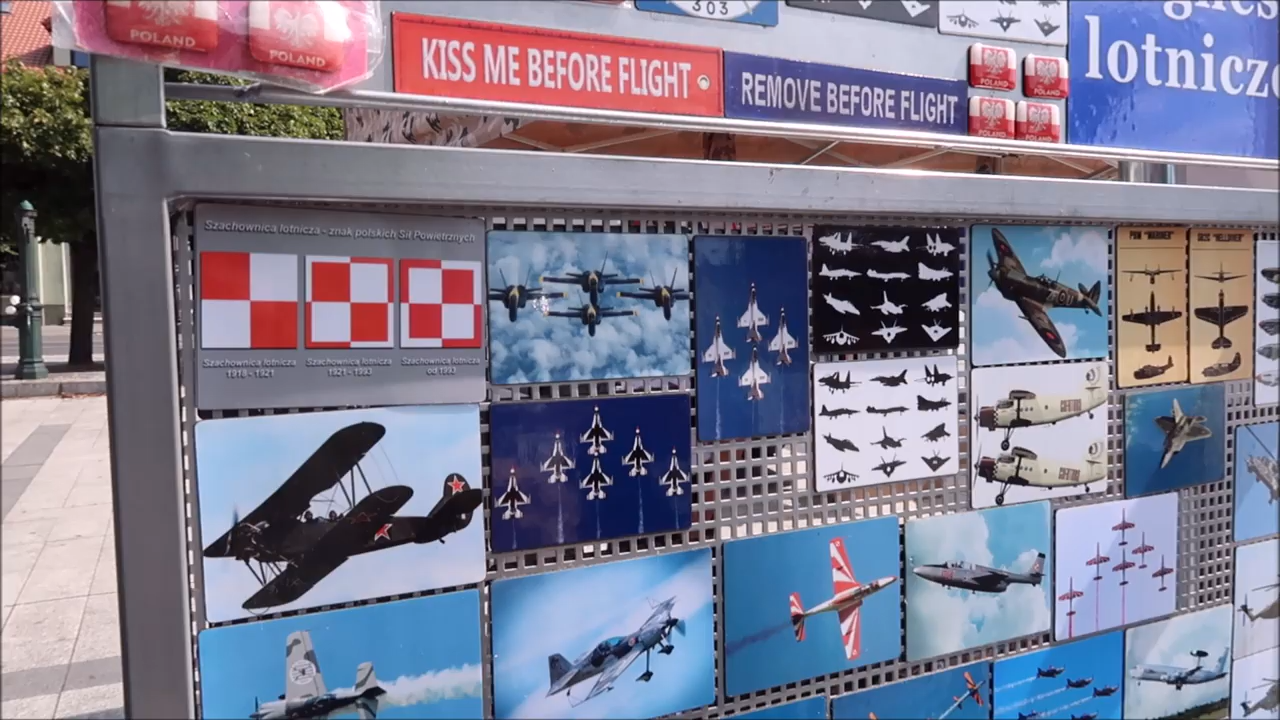 303
POLAND
POLAND
KISS ME BEFORE FLIGHT
REMOVE BEFORE FLIGHT
POLAND
POLAND
POLAND
POLAND
lotnicz
Szachownica lotnicza - znak polskich Sił Powietrznych
Szachownica lotnicza
1918 - 1921
Szachownica lotnicza
1921 - 1993
Szachownica lotnicza
od 1993